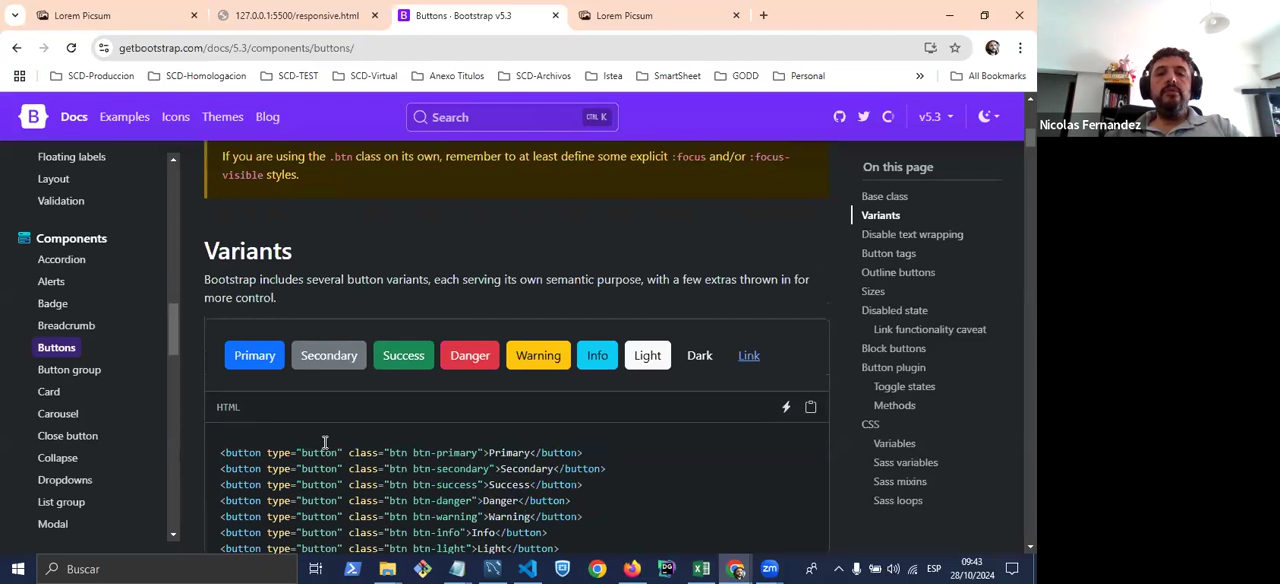 Lorem Picsum
127.0.0.1:5500/responsive.html
Buttons · Bootstrap v5.3
Lorem Picsum
getbootstrap.com/docs/5.3/components/buttons/
SCD-Produccion
SCD-Homologacion
SCD-TEST
SCD-Virtual
Anexo Titulos
SCD-Archivos
Istea
SmartSheet
GODD
Personal
»
All Bookmarks
B
Docs
Examples
Icons
Themes
Blog
Search
CTRL K
v5.3
Floating labels
Layout
Validation
Components
Accordion
Alerts
Badge
Breadcrumb
Buttons
Button group
Card
Carousel
Close button
Collapse
Dropdowns
List group
Modal
If you are using the .btn class on its own, remember to at least define some explicit :focus and/or :focus-
visible styles.
Variants
Bootstrap includes several button variants, each serving its own semantic purpose, with a few extras thrown in for
more control.
Primary
Secondary
Success
Danger
Warning
Info
Light
Dark
Link
HTML
<button type="button" class="btn btn-primary">Primary</button>
<button type="button" class="btn btn-secondary">Secondary</button>
<button type="button" class="btn btn-success">Success</button>
<button type="button" class="btn btn-danger">Danger</button>
<button type="button" class="btn btn-warning">Warning</button>
<button type="button" class="btn btn-info">Info</button>
<button type="button" class="btn btn-light">Light</button>
On this page
Base class
Variants
Disable text wrapping
Button tags
Outline buttons
Sizes
Disabled state
Link functionality caveat
Block buttons
Button plugin
Toggle states
Methods
CSS
Variables
Sass variables
Sass mixins
Sass loops
Nicolas Fernandez
Buscar
ESP
09:43
28/10/2024